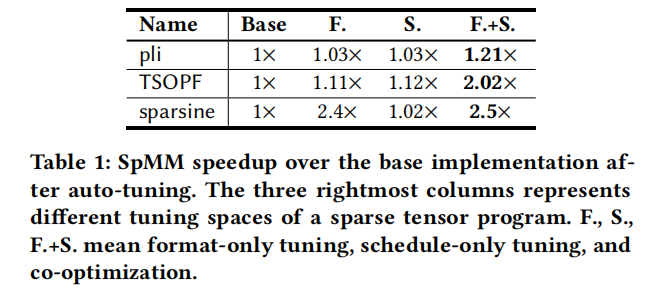 Name Base F. S. F.+S.
pli 1× 1.03× 1.03× 1.21×
TSOPF 1× 1.11× 1.12× 2.02×
sparsine 1× 2.4× 1.02× 2.5×
Table 1: SpMM speedup over the base implementation af-
ter auto-tuning. The three rightmost columns represents
different tuning spaces of a sparse tensor program. F., S.,
F.+S. mean format-only tuning, schedule-only tuning, and
co-optimization.